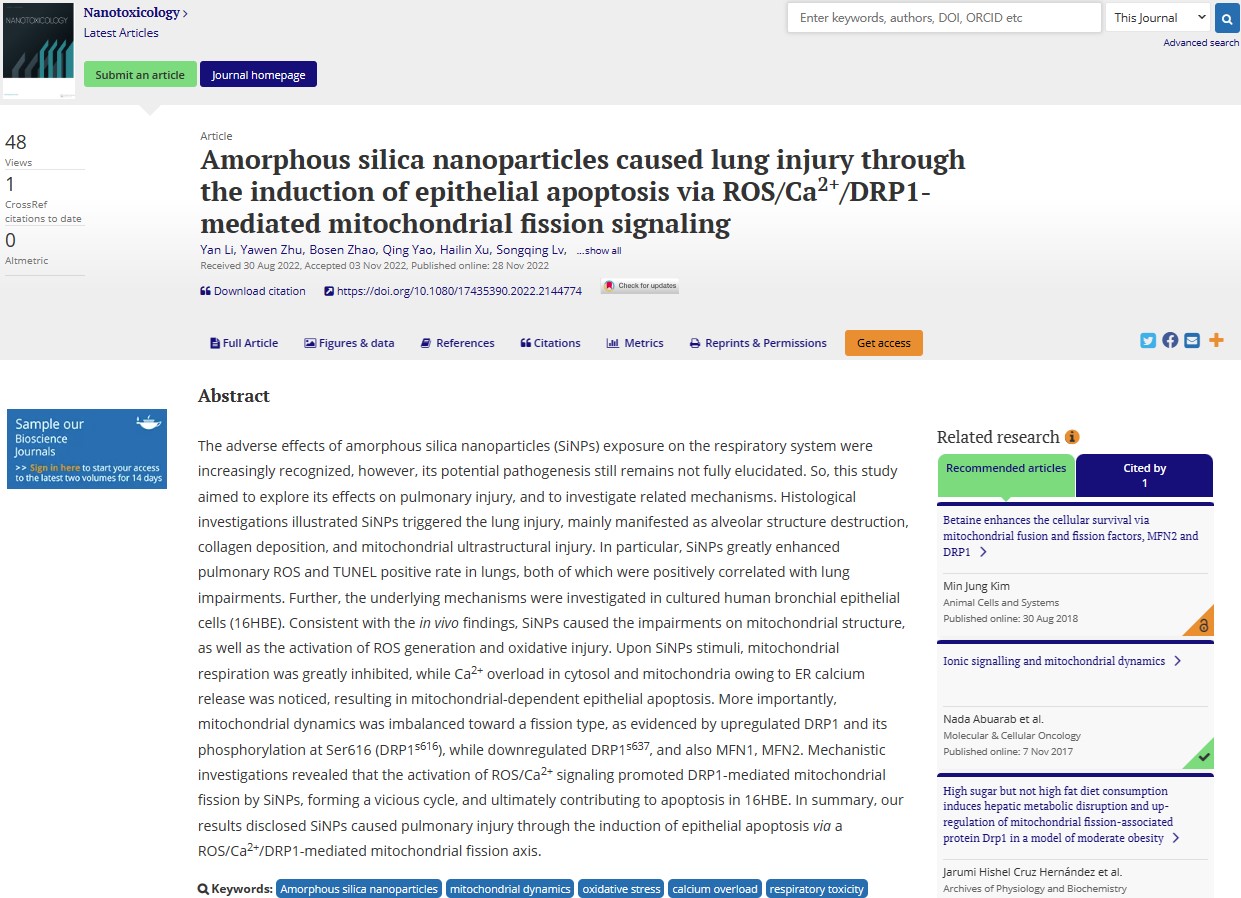 NANOTOXICOLOGY
Nanotoxicology >
Latest Articles
Submit an article
Journal homepage
Enter keywords, authors, DOI, ORCID etc
This Journal
Advanced search
48
Views
1
CrossRef
citations to date
0
Altmetric
Article
Amorphous silica nanoparticles caused lung injury through
the induction of epithelial apoptosis via ROS/Ca²⁺/DRP1-
mediated mitochondrial fission signaling
Yan Li, Yawen Zhu, Bosen Zhao, Qing Yao, Hailin Xu, Songqing Lv, ...show all
Received 30 Aug 2022, Accepted 03 Nov 2022, Published online: 28 Nov 2022
Download citation
https://doi.org/10.1080/17435390.2022.2144774
Check for updates
Full Article
Figures & data
References
Citations
Metrics
Reprints & Permissions
Get access
Sample our
Bioscience
Journals
>> Sign in here to start your access
to the latest two volumes for 14 days
Abstract
The adverse effects of amorphous silica nanoparticles (SiNPs) exposure on the respiratory system were
increasingly recognized, however, its potential pathogenesis still remains not fully elucidated. So, this study
aimed to explore its effects on pulmonary injury, and to investigate related mechanisms. Histological
investigations illustrated SiNPs triggered the lung injury, mainly manifested as alveolar structure destruction,
collagen deposition, and mitochondrial ultrastructural injury. In particular, SiNPs greatly enhanced
pulmonary ROS and TUNEL positive rate in lungs, both of which were positively correlated with lung
impairments. Further, the underlying mechanisms were investigated in cultured human bronchial epithelial
cells (16HBE). Consistent with the in vivo findings, SiNPs caused the impairments on mitochondrial structure,
as well as the activation of ROS generation and oxidative injury. Upon SiNPs stimuli, mitochondrial
respiration was greatly inhibited, while Ca²⁺ overload in cytosol and mitochondria owing to ER calcium
release was noticed, resulting in mitochondrial-dependent epithelial apoptosis. More importantly,
mitochondrial dynamics was imbalanced toward a fission type, as evidenced by upregulated DRP1 and its
phosphorylation at Ser616 (DRP1ˢ⁶¹⁶), while downregulated DRP1ˢ⁶³⁷, and also MFN1, MFN2. Mechanistic
investigations revealed that the activation of ROS/Ca²⁺ signaling promoted DRP1-mediated mitochondrial
fission by SiNPs, forming a vicious cycle, and ultimately contributing to apoptosis in 16HBE. In summary, our
results disclosed SiNPs caused pulmonary injury through the induction of epithelial apoptosis via a
ROS/Ca²⁺/DRP1-mediated mitochondrial fission axis.
Keywords: Amorphous silica nanoparticles mitochondrial dynamics oxidative stress calcium overload respiratory toxicity
Related research
Recommended articles
Cited by
1
Betaine enhances the cellular survival via
mitochondrial fusion and fission factors, MFN2 and
DRP1 >
Min Jung Kim
Animal Cells and Systems
Published online: 30 Aug 2018
Ionic signalling and mitochondrial dynamics >
Nada Abuarab et al.
Molecular & Cellular Oncology
Published online: 7 Nov 2017
High sugar but not high fat diet consumption
induces hepatic metabolic disruption and up-
regulation of mitochondrial fission-associated
protein Drp1 in a model of moderate obesity >
Jarumi Hishel Cruz Hernández et al.
Archives of Physiology and Biochemistry